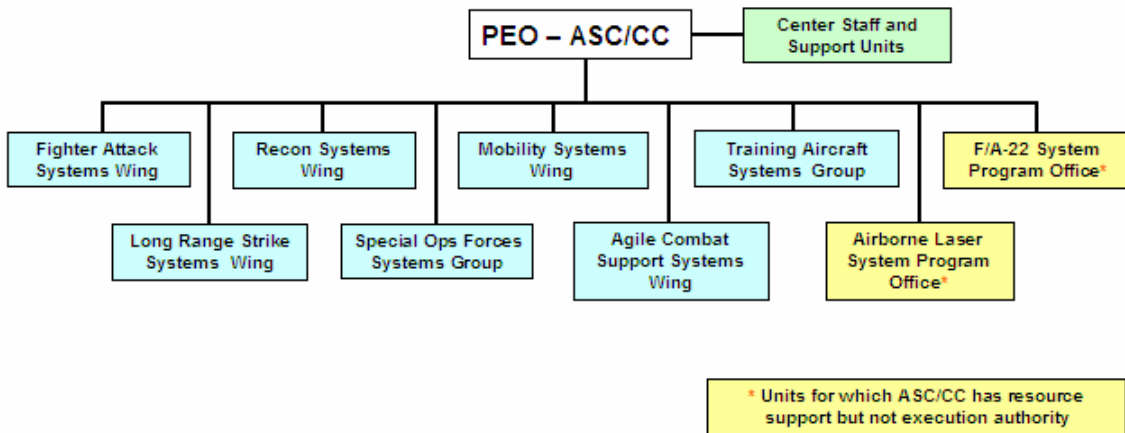 PEO – ASC/CC
Center Staff and
Support Units
Fighter Attack
Systems Wing
Recon Systems
Wing
Mobility Systems
Wing
Training Aircraft
Systems Group
F/A-22 System
Program Office*
Long Range Strike
Systems Wing
Special Ops Forces
Systems Group
Agile Combat
Support Systems
Wing
Airborne Laser
System Program
Office*
* Units for which ASC/CC has resource
support but not execution authority